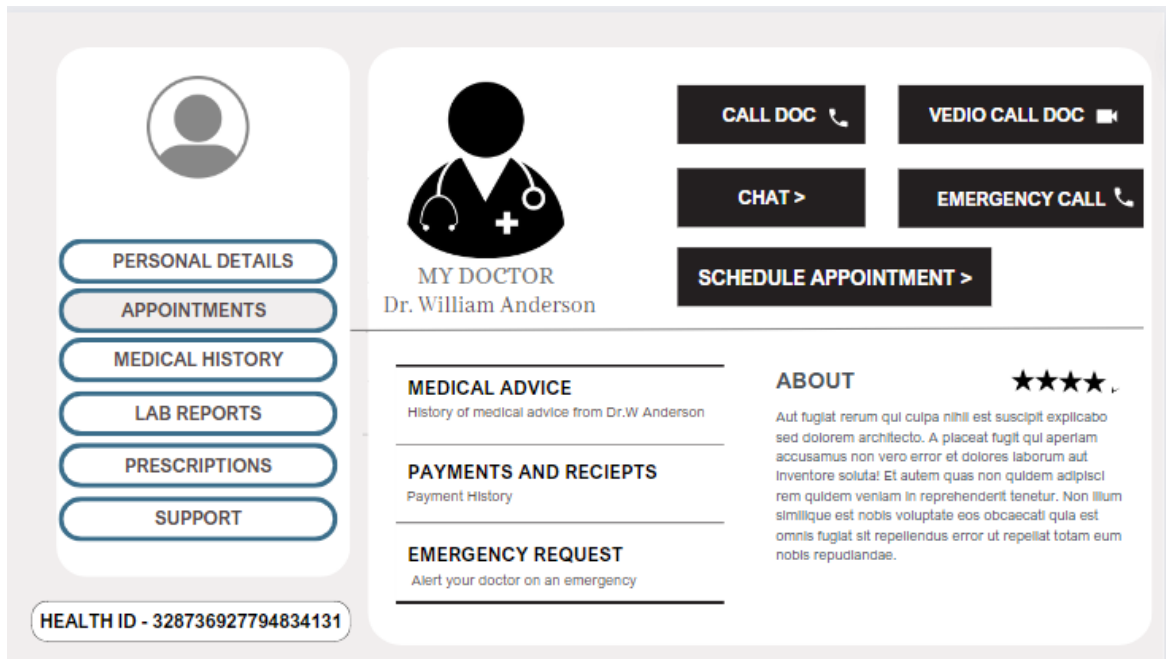 PERSONAL DETAILS
APPOINTMENTS
MEDICAL HISTORY
LAB REPORTS
PRESCRIPTIONS
SUPPORT
HEALTH ID - 328736927794834131
MY DOCTOR
Dr. William Anderson
CALL DOC
VEDIO CALL DOC
CHAT >
EMERGENCY CALL
SCHEDULE APPOINTMENT >
MEDICAL ADVICE
History of medical advice from Dr.W Anderson
PAYMENTS AND RECIEPTS
Payment History
EMERGENCY REQUEST
Alert your doctor on an emergency
ABOUT
Aut fugiat rerum qui culpa nihil est suscipit explicabo
sed dolorem architecto. A placeat fugit qui aperiam
accusamus non vero error et dolores laborum aut
inventore soluta! Et autem quas non quidem adipisci
rem quidem veniam in reprehenderit tenetur. Non illum
similique est nobis voluptate eos obcaecati quia est
omnis fugiat sit repellendus error ut repellat totam eum
nobis repudiandae.